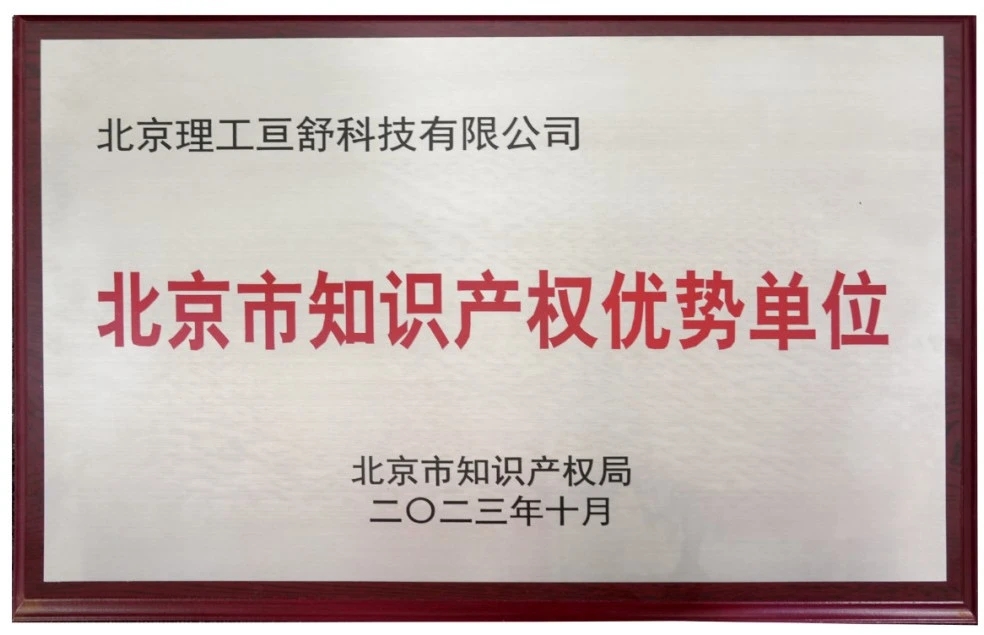 北京理工亘舒科技有限公司
北京市知识产权优势单位
北京市知识产权局
二〇二三年十月